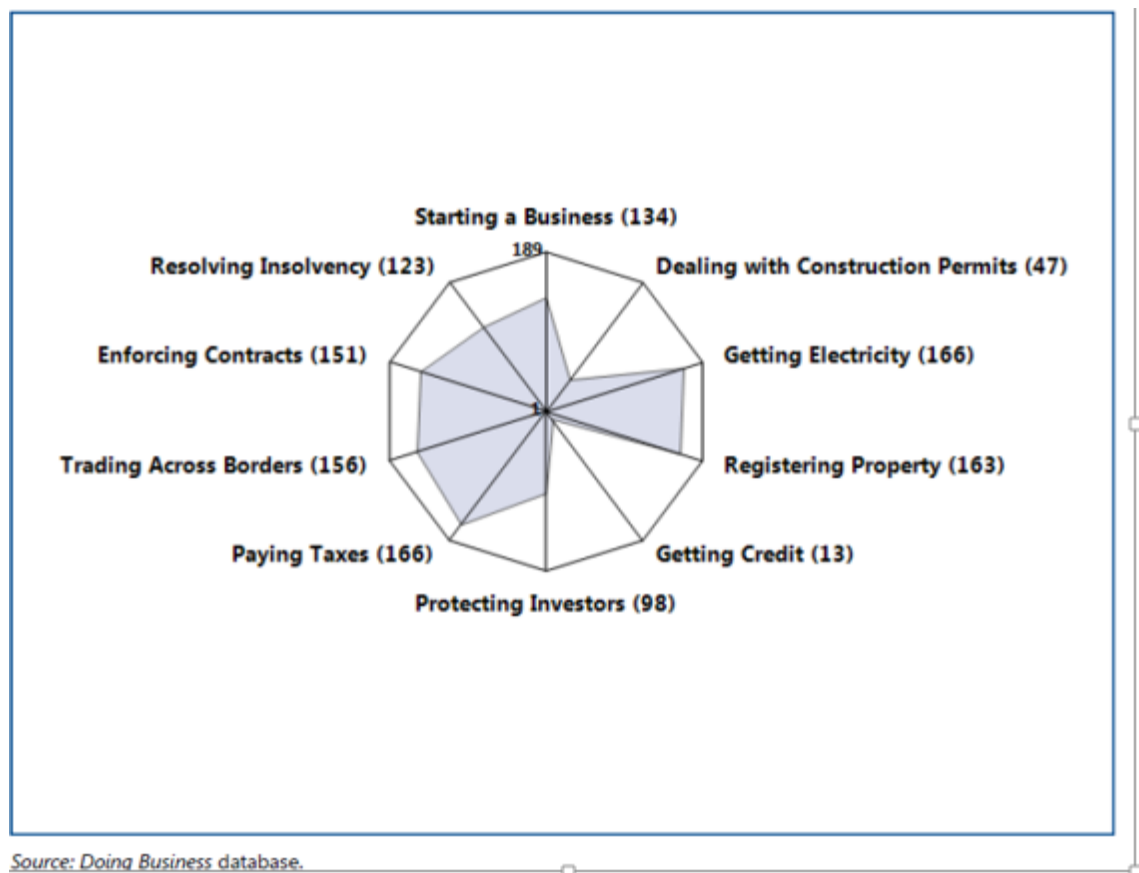 Starting a Business (134)
189
Resolving Insolvency (123)
Dealing with Construction Permits (47)
Enforcing Contracts (151)
Getting Electricity (166)
1
Trading Across Borders (156)
Registering Property (163)
Paying Taxes (166)
Getting Credit (13)
Protecting Investors (98)
Source: Doing Business database.